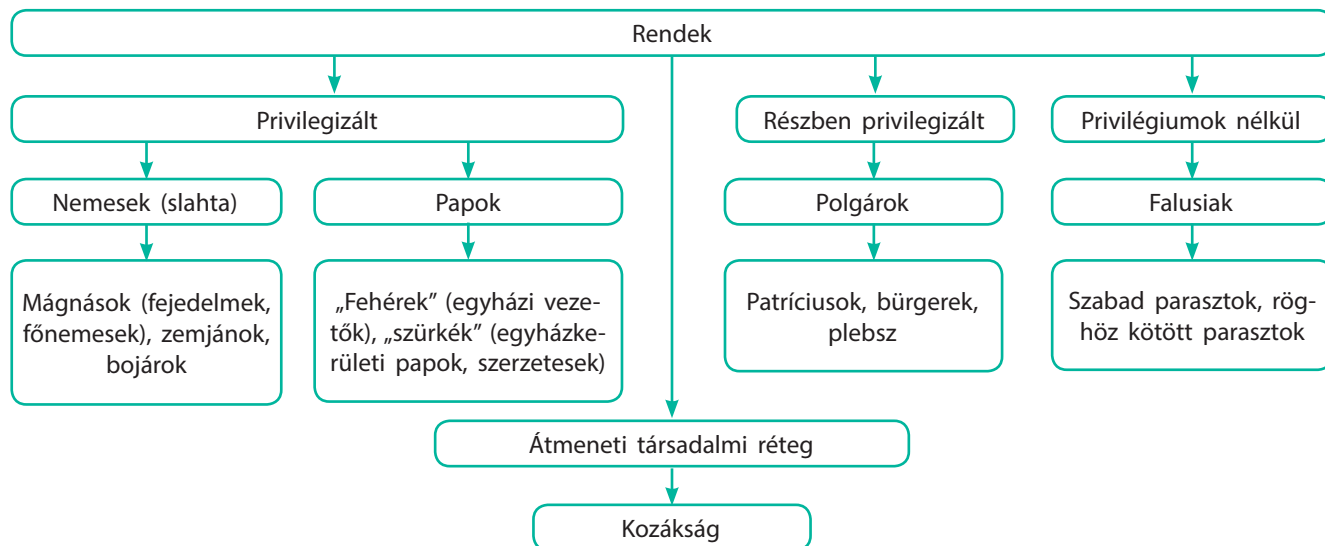 Rendek
Privilegizált
Részben privilegizált
Privilégiumok nélkül
Nemesek (slahta)
Papok
Polgárok
Falusiak
Mágnások (fejedelmek,
főnemesek), zemjánok,
bojárok
„Fehérek” (egyházi veze-
tők), „szürkék” (egyházke-
rületi papok, szerzetesek)
Patríciusok, bürgerek,
plebsz
Szabad parasztok, rög-
höz kötött parasztok
Átmeneti társadalmi réteg
Kozákság